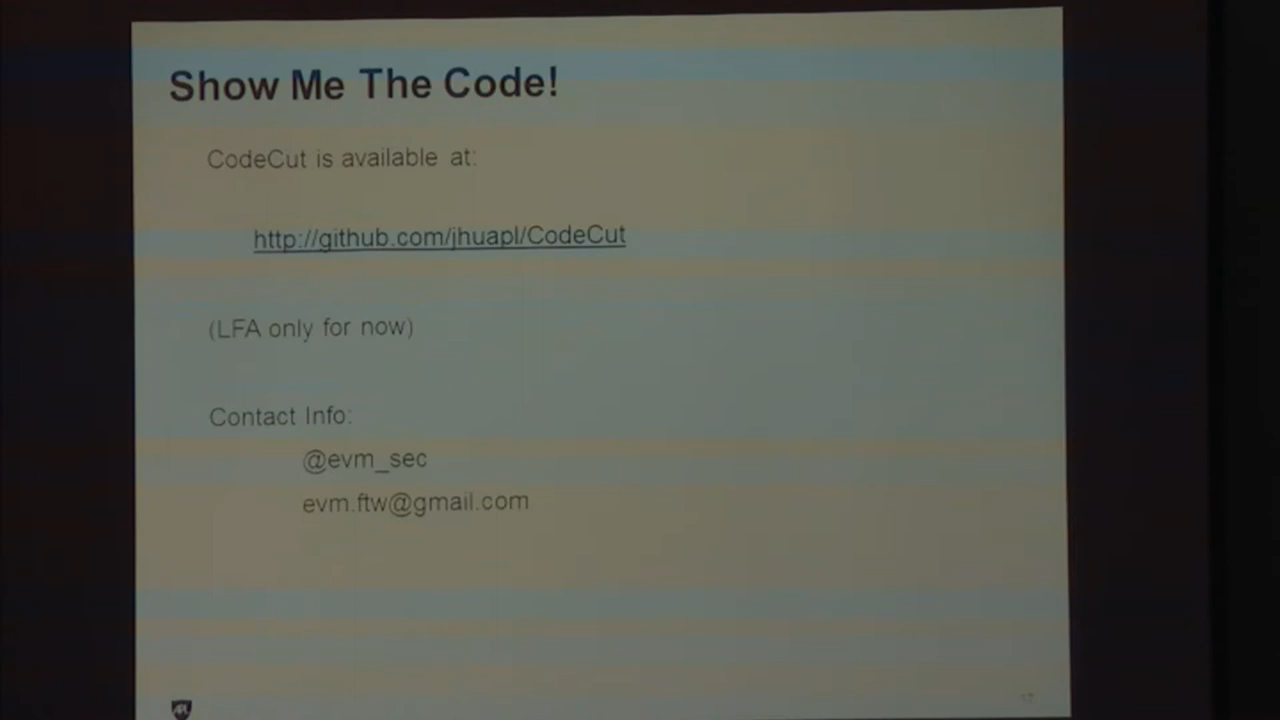 Show Me The Code!
CodeCut is available at:
http://github.com/jhuapl/CodeCut
(LFA only for now)
Contact Info:
@evm_sec
evm.ftw@gmail.com
APL